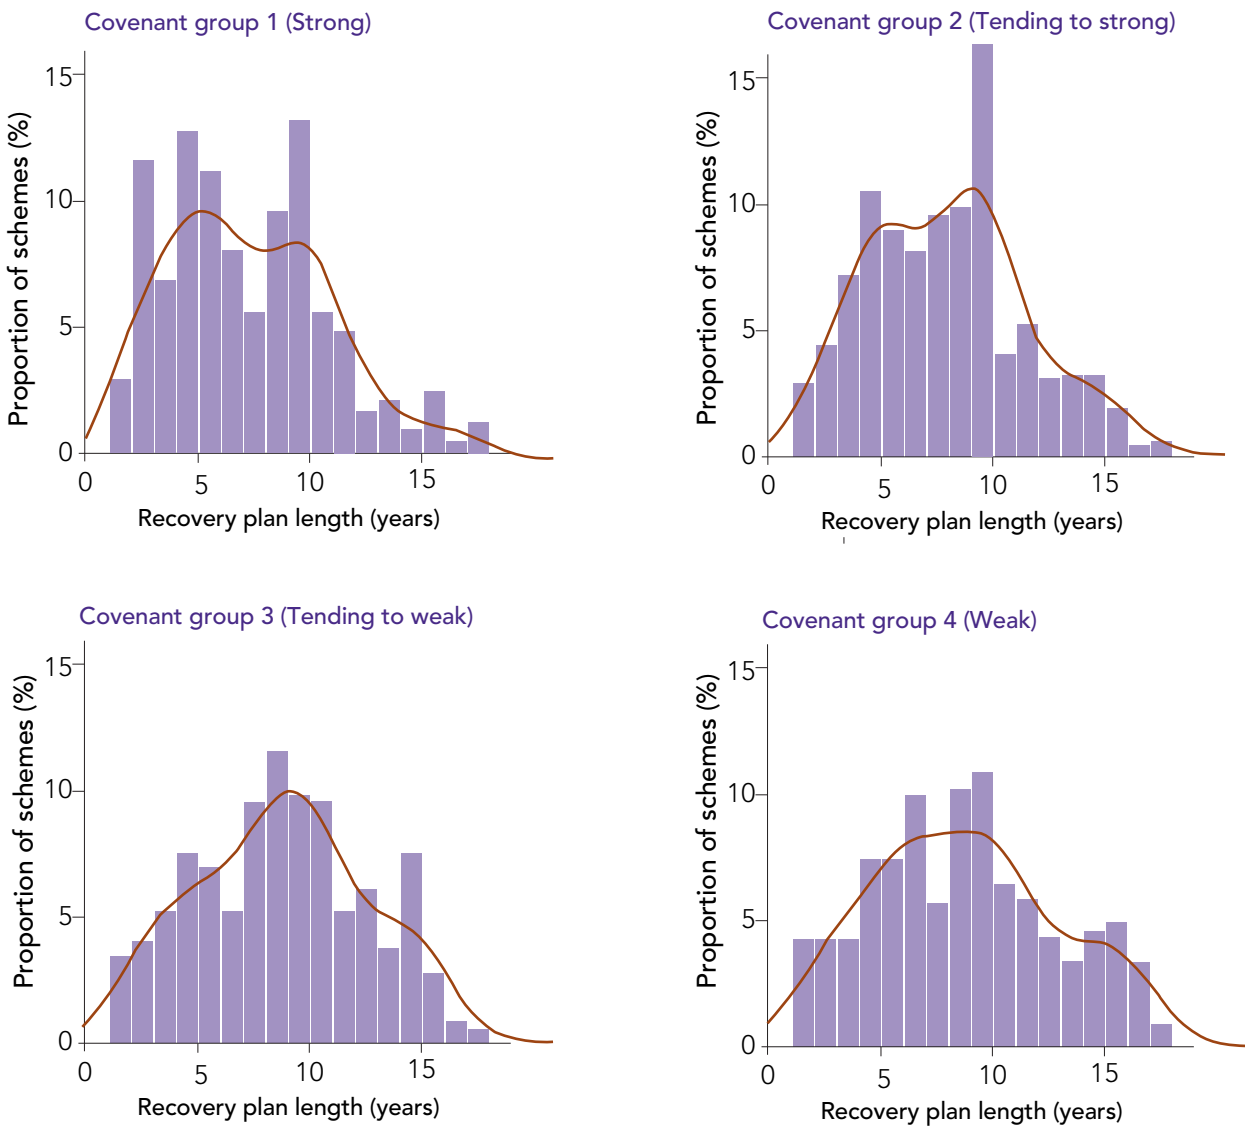 Covenant group 1 (Strong)
Proportion of schemes (%)
15
10
5
0
0 5 10 15
Recovery plan length (years)
Covenant group 2 (Tending to strong)
Proportion of schemes (%)
15
10
5
0
0 5 10 15
Recovery plan length (years)
Covenant group 3 (Tending to weak)
Proportion of schemes (%)
15
10
5
0
0 5 10 15
Recovery plan length (years)
Covenant group 4 (Weak)
Proportion of schemes (%)
15
10
5
0
0 5 10 15
Recovery plan length (years)